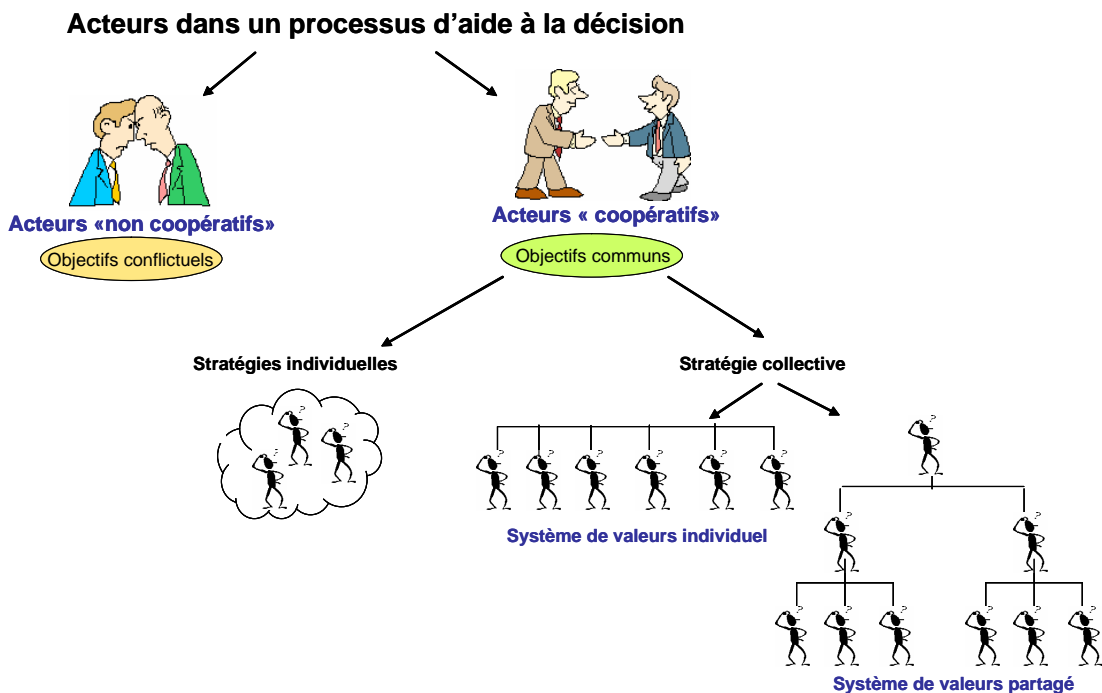 Acteurs dans un processus d'aide à la décision
Acteurs «non coopératifs»
Objectifs conflictuels
Acteurs « coopératifs»
Objectifs communs
Stratégies individuelles
Stratégie collective
? ? ?
? ? ? ? ? ?
?
Système de valeurs individuel
? ?
? ? ? ? ? ?
Système de valeurs partagé